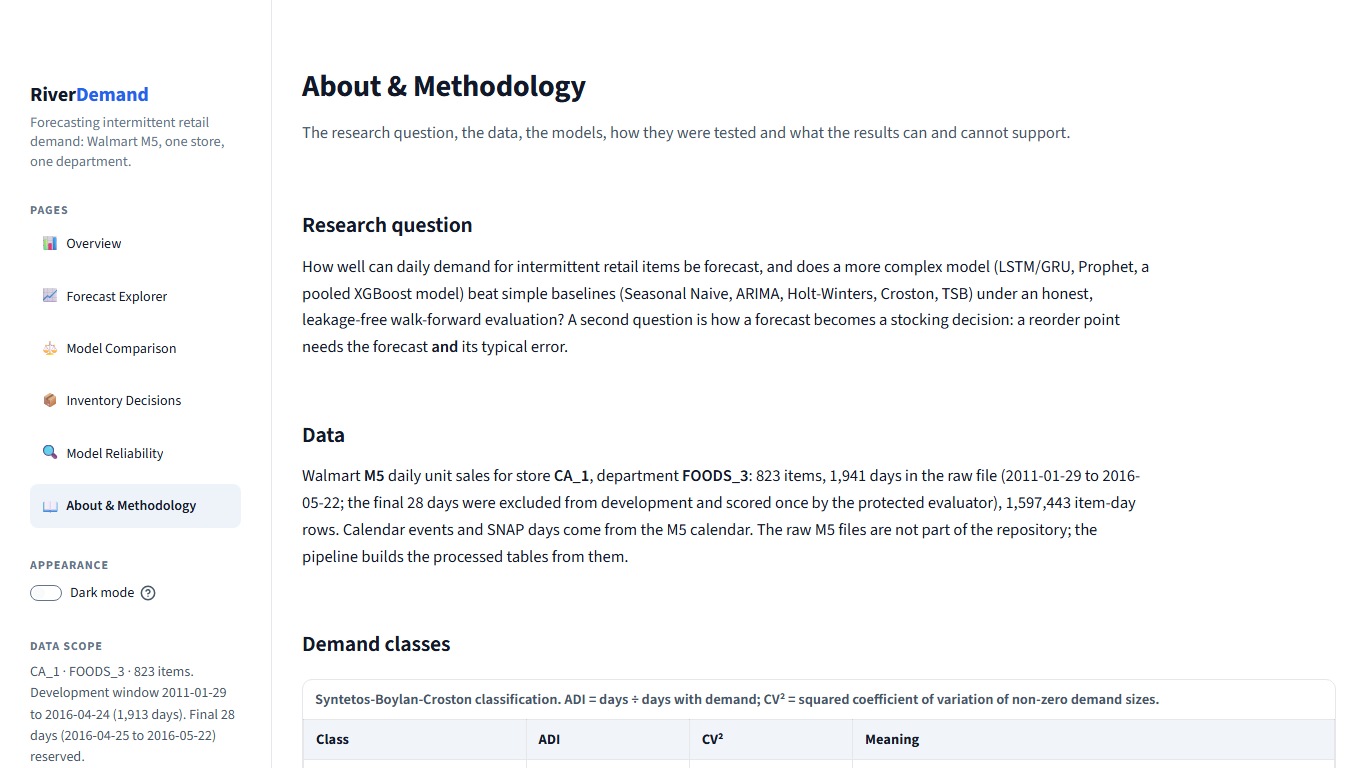 RiverDemand
Forecasting intermittent retail
demand: Walmart M5, one store,
one department.
PAGES
Overview
Forecast Explorer
Model Comparison
Inventory Decisions
Model Reliability
About & Methodology
APPEARANCE
Dark mode
DATA SCOPE
CA_1 · FOODS_3 · 823 items.
Development window 2011-01-29
to 2016-04-24 (1,913 days). Final 28
days (2016-04-25 to 2016-05-22)
reserved.
About & Methodology
The research question, the data, the models, how they were tested and what the results can and cannot support.
Research question
How well can daily demand for intermittent retail items be forecast, and does a more complex model (LSTM/GRU, Prophet, a
pooled XGBoost model) beat simple baselines (Seasonal Naive, ARIMA, Holt-Winters, Croston, TSB) under an honest,
leakage-free walk-forward evaluation? A second question is how a forecast becomes a stocking decision: a reorder point
needs the forecast and its typical error.
Data
Walmart M5 daily unit sales for store CA_1, department FOODS_3: 823 items, 1,941 days in the raw file (2011-01-29 to 2016-
05-22; the final 28 days were excluded from development and scored once by the protected evaluator), 1,597,443 item-day
rows. Calendar events and SNAP days come from the M5 calendar. The raw M5 files are not part of the repository; the
pipeline builds the processed tables from them.
Demand classes
Syntetos-Boylan-Croston classification. ADI = days ÷ days with demand; CV² = squared coefficient of variation of non-zero demand sizes.
Class ADI CV² Meaning